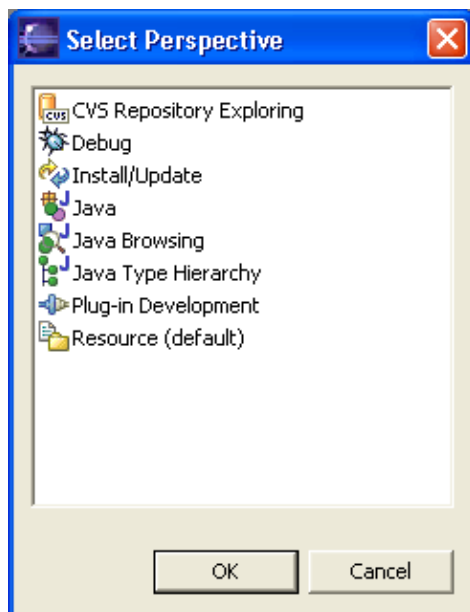 Select Perspective
CVS Repository Exploring
Debug
Install/Update
Java
Java Browsing
Java Type Hierarchy
Plug-in Development
Resource (default)
OK
Cancel